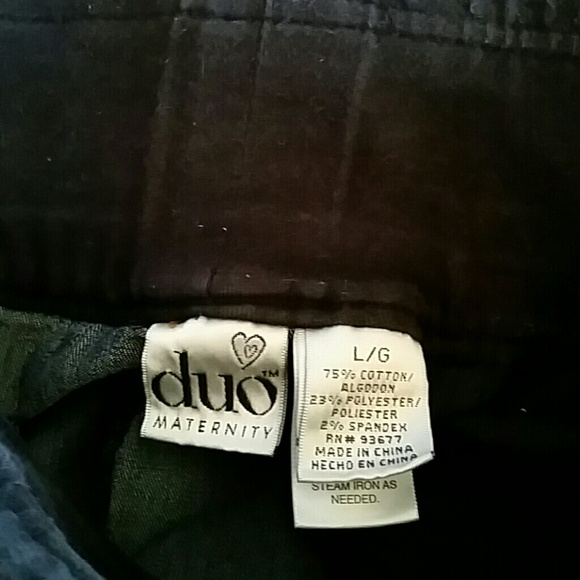 duo™
MATERNITY
L/G
75% COTTON/
ALGODON
23% POLYESTER/
POLIESTER
2% SPANDEX
RN# 93677
MADE IN CHINA
HECHO EN CHINA
STEAM IRON AS
NEEDED.